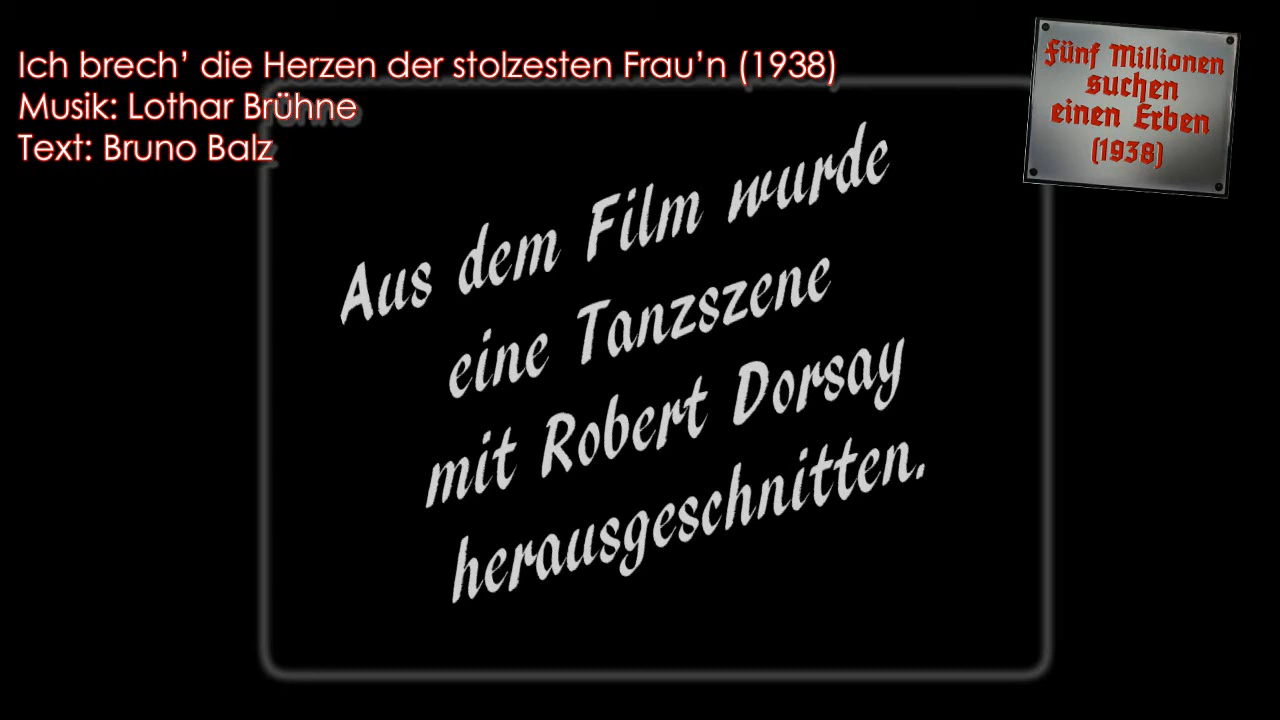 Ich brech’ die Herzen der stolzesten Frau’n (1938)
Musik: Lothar Brühne
Text: Bruno Balz
Fünf Millionen
suchen
einen Erben
(1938)
Aus dem Film wurde
eine Tanzszene
mit Robert Dorsay
herausgeschnitten.